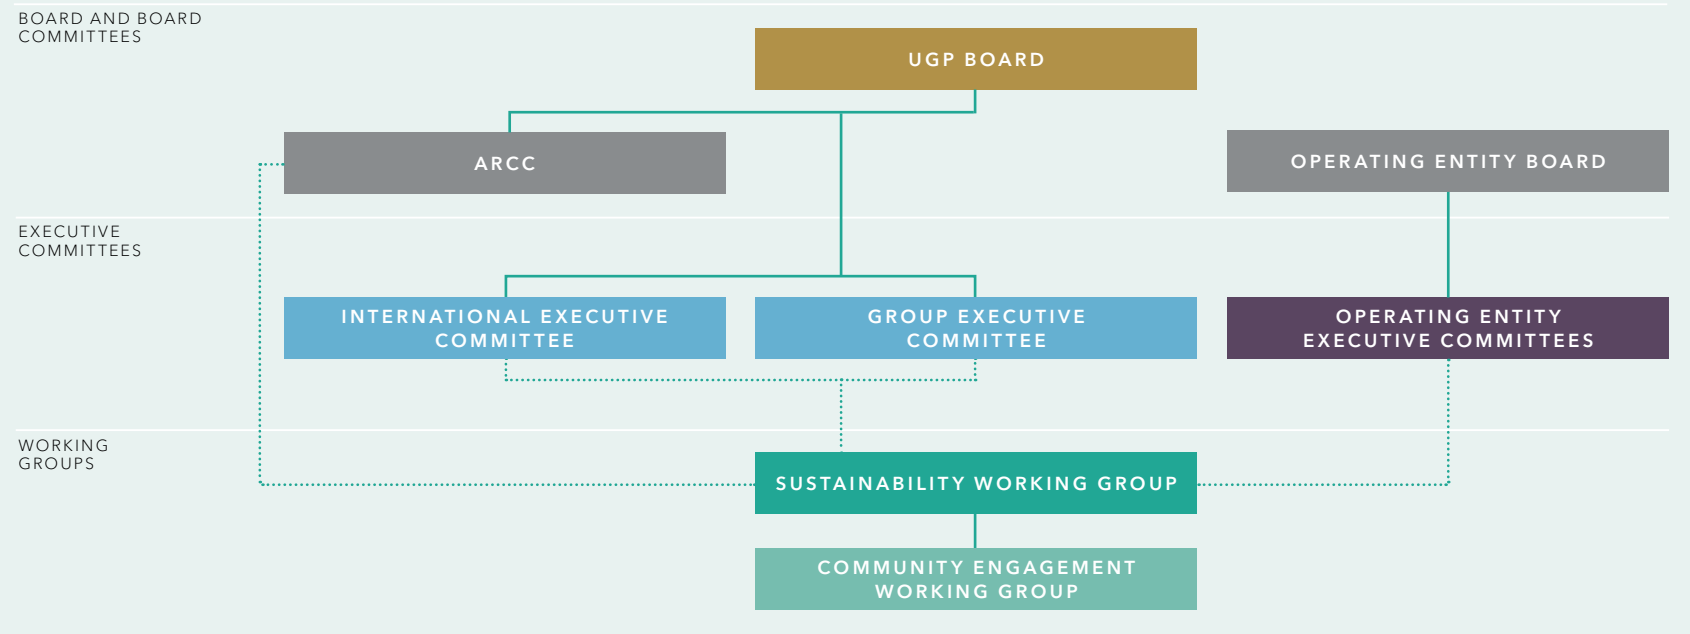 BOARD AND BOARD
COMMITTEES
UGP BOARD
ARCC
OPERATING ENTITY BOARD
EXECUTIVE
COMMITTEES
INTERNATIONAL EXECUTIVE
COMMITTEE
GROUP EXECUTIVE
COMMITTEE
OPERATING ENTITY
EXECUTIVE COMMITTEES
WORKING
GROUPS
SUSTAINABILITY WORKING GROUP
COMMUNITY ENGAGEMENT
WORKING GROUP